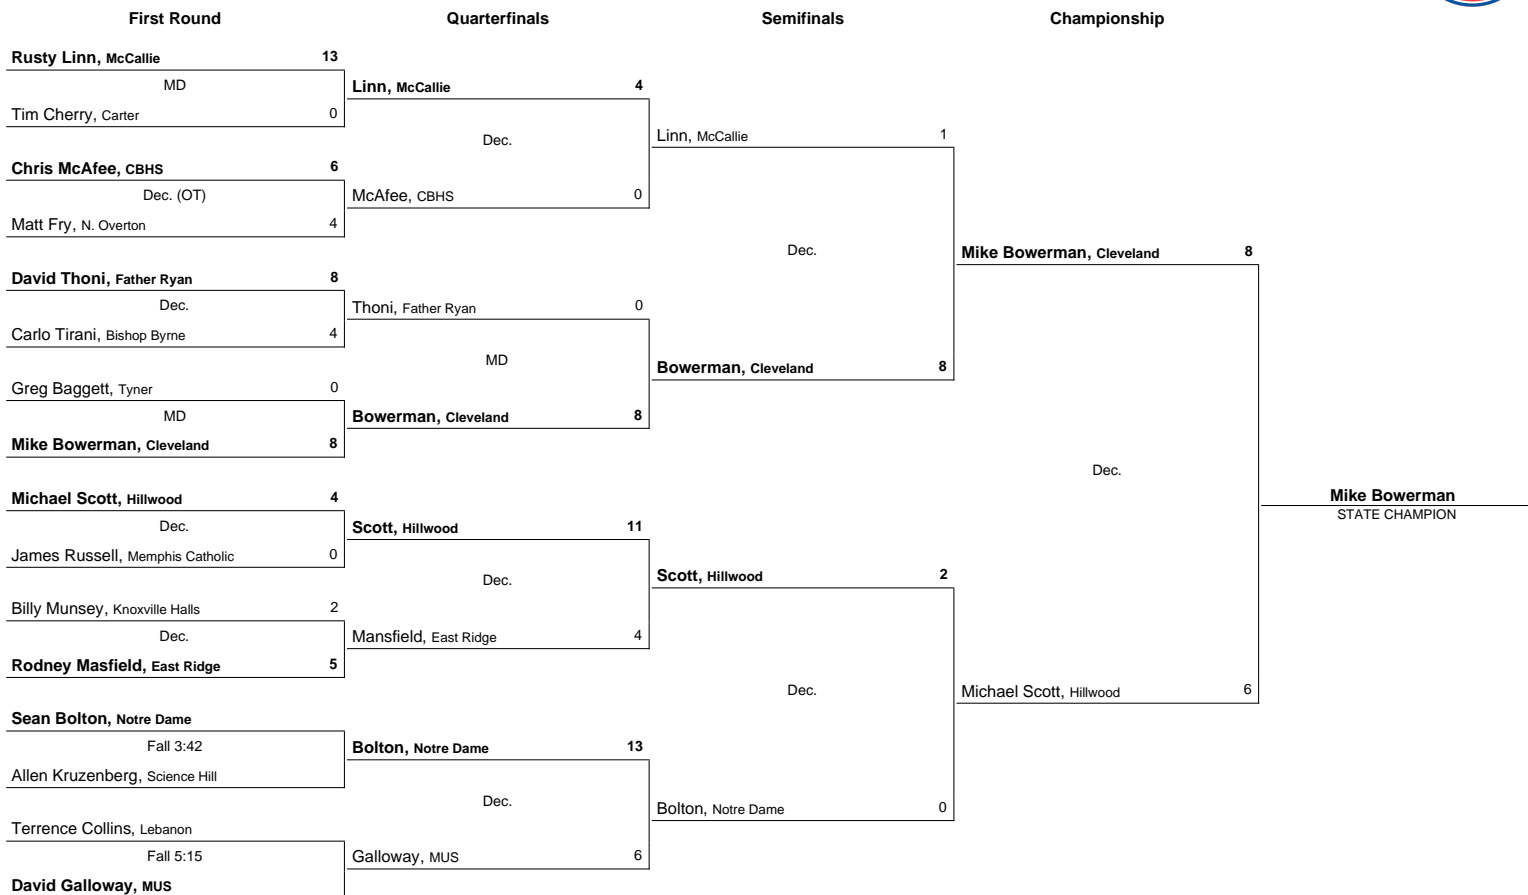 First Round Quarterfinals Semifinals Championship
Rusty Linn, McCallie 13
MD
Tim Cherry, Carter 0
Chris McAfee, CBHS 6
Dec. (OT)
Matt Fry, N. Overton 4
David Thoni, Father Ryan 8
Dec.
Carlo Tirani, Bishop Byrne 4
Greg Baggett, Tyner 0
MD
Mike Bowerman, Cleveland 8
Michael Scott, Hillwood 4
Dec.
James Russell, Memphis Catholic 0
Billy Munsey, Knoxville Halls 2
Dec.
Rodney Masfield, East Ridge 5
Sean Bolton, Notre Dame
Fall 3:42
Allen Kruzenberg, Science Hill
Terrence Collins, Lebanon
Fall 5:15
David Galloway, MUS
Linn, McCallie 4
Dec.
McAfee, CBHS 0
Thoni, Father Ryan 0
MD
Bowerman, Cleveland 8
Scott, Hillwood 11
Dec.
Mansfield, East Ridge 4
Bolton, Notre Dame 13
Dec.
Galloway, MUS 6
Linn, McCallie 1
Dec.
Bowerman, Cleveland 8
Scott, Hillwood 2
Dec.
Bolton, Notre Dame 0
Mike Bowerman, Cleveland 8
Dec.
Michael Scott, Hillwood 6
Mike Bowerman
STATE CHAMPION